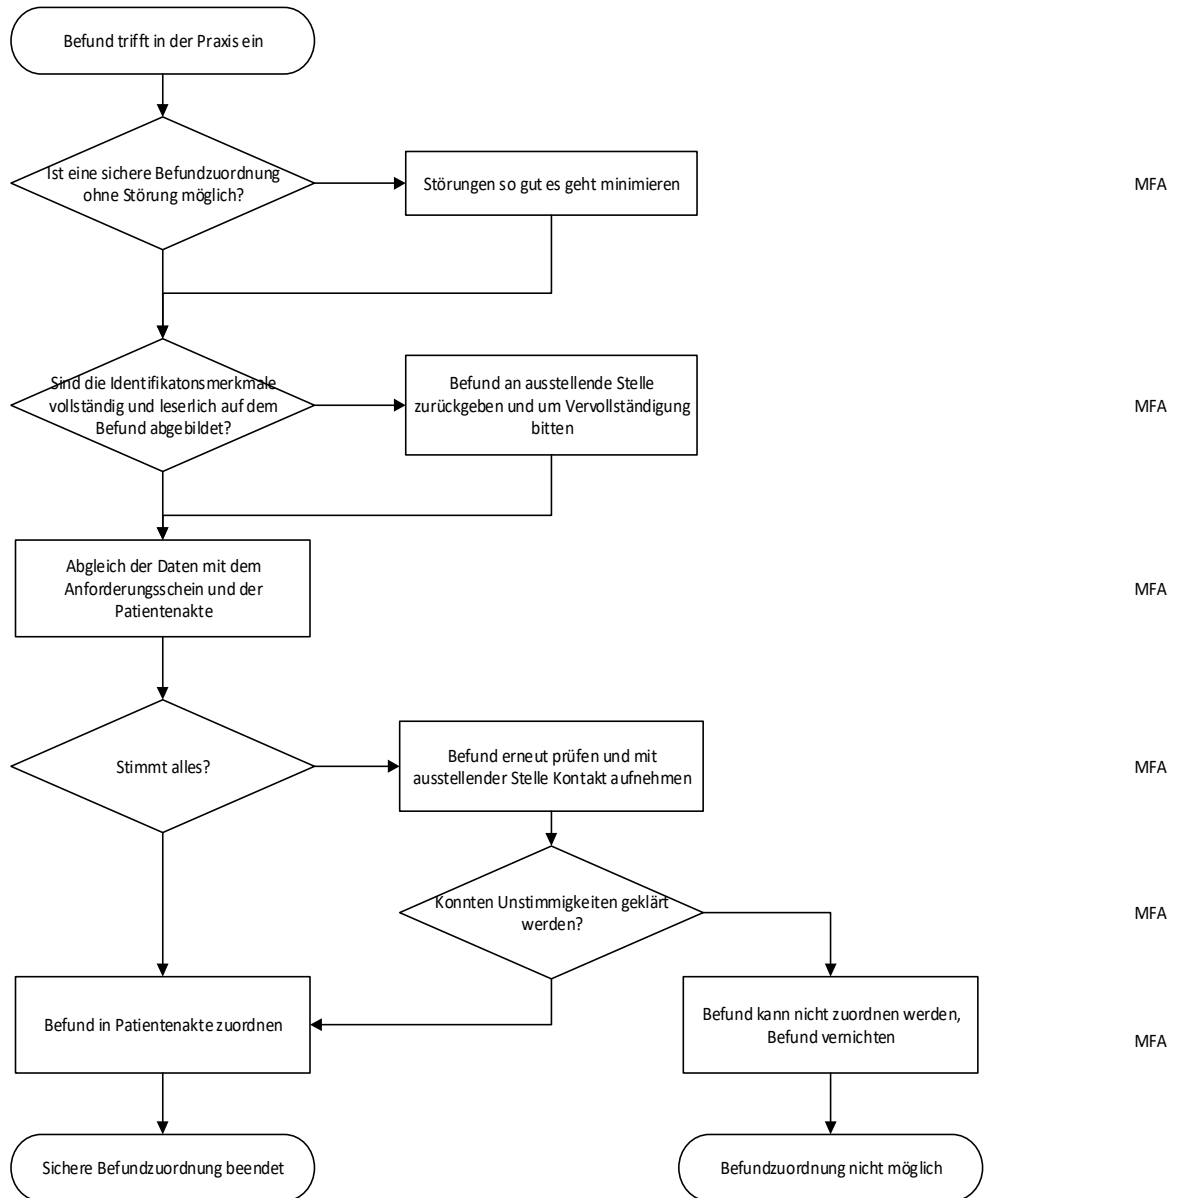 Befund trifft in der Praxis ein
Ist eine sichere Befundzuordnung
ohne Störung möglich?
Störungen so gut es geht minimieren
MFA
Sind die Identifikatonsmerkmale
vollständig und leserlich auf dem
Befund abgebildet?
Befund an ausstellende Stelle
zurückgeben und um Vervollständigung
bitten
MFA
Abgleich der Daten mit dem
Anforderungsschein und der
Patientenakte
MFA
Stimmt alles?
Befund erneut prüfen und mit
ausstellender Stelle Kontakt aufnehmen
MFA
Konnten Unstimmigkeiten geklärt
werden?
MFA
Befund in Patientenakte zuordnen
Befund kann nicht zuordnen werden,
Befund vernichten
MFA
Sichere Befundzuordnung beendet
Befundzuordnung nicht möglich